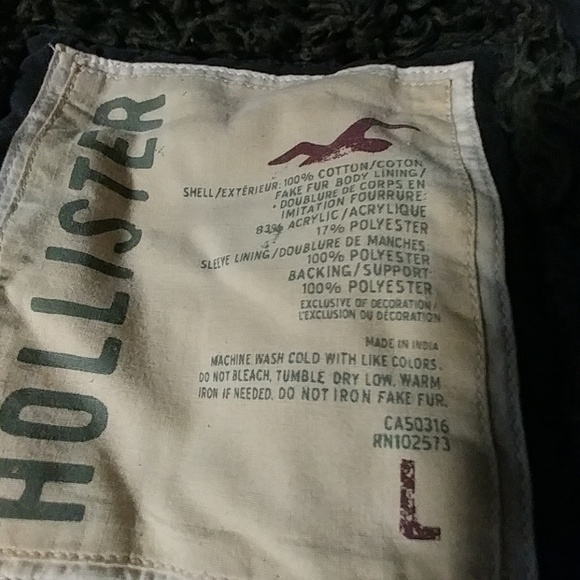 HOLLISTER
SHELL/EXTÉRIEUR: 100% COTTON/COTON
FAKE FUR BODY LINING/
DOUBLURE DE CORPS EN
IMITATION FOURRURE:
83% ACRYLIC/ACRYLIQUE
17% POLYESTER
SLEEVE LINING/DOUBLURE DE MANCHES:
100% POLYESTER
BACKING/SUPPORT:
100% POLYESTER
EXCLUSIVE OF DECORATION/
L'EXCLUSION DU DÉCORATION
MADE IN INDIA
MACHINE WASH COLD WITH LIKE COLORS.
DO NOT BLEACH, TUMBLE DRY LOW, WARM
IRON IF NEEDED. DO NOT IRON FAKE FUR.
CA50316
RN102573
L